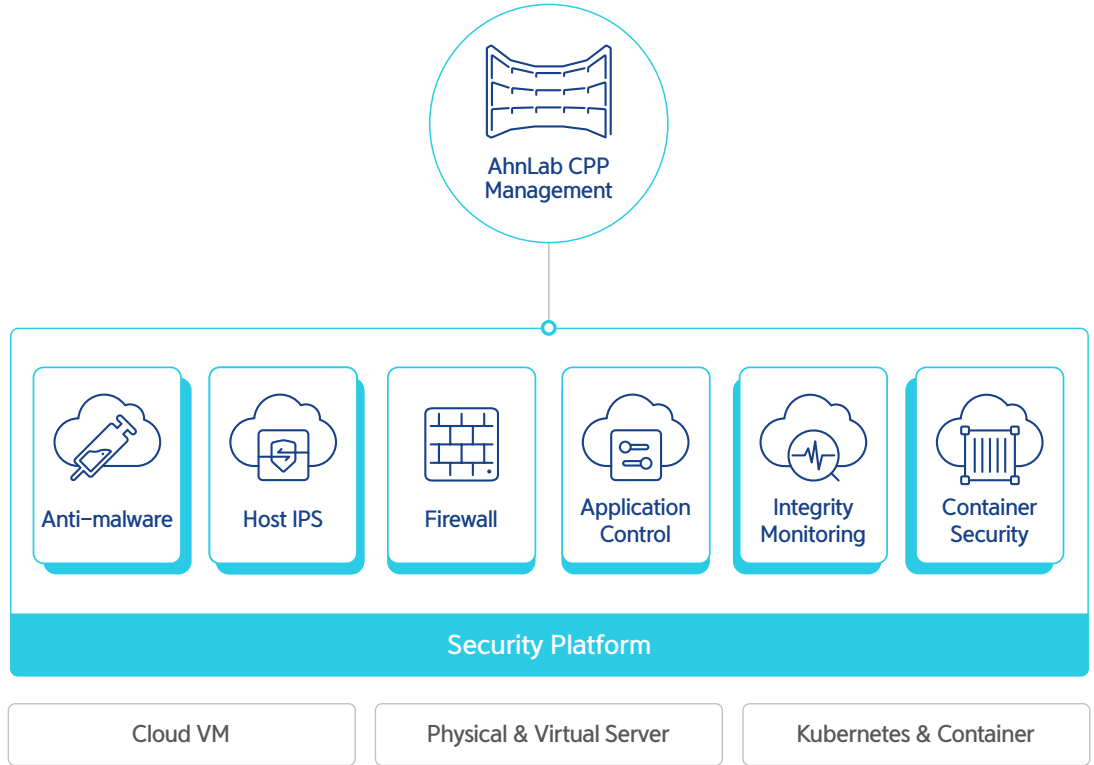 AhnLab CPP
Management
Anti-malware
Host IPS
Firewall
Application
Control
Integrity
Monitoring
Container
Security
Security Platform
Cloud VM
Physical & Virtual Server
Kubernetes & Container